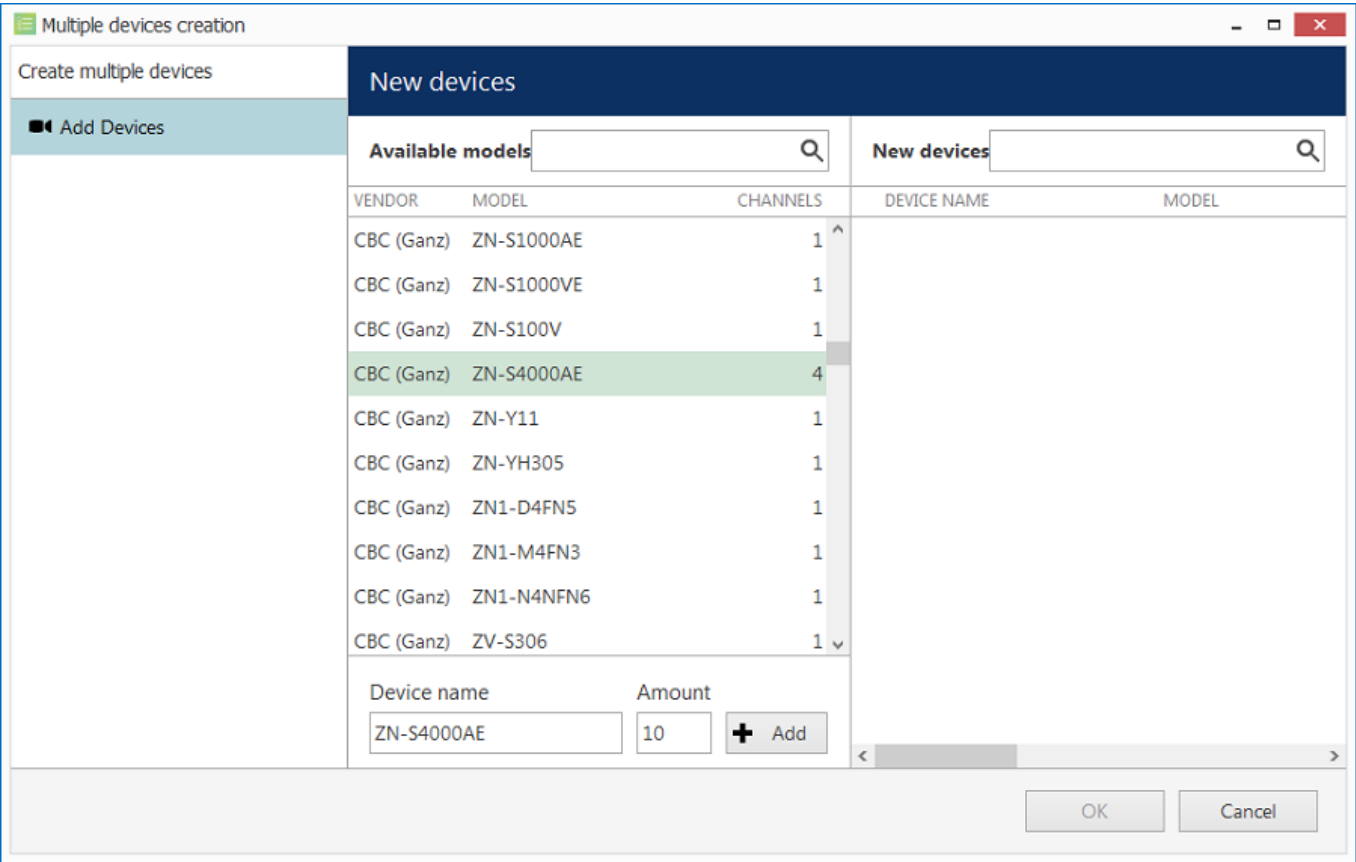 Multiple devices creation
Create multiple devices
Add Devices
New devices
Available models
New devices
VENDOR MODEL CHANNELS
DEVICE NAME MODEL
CBC (Ganz) ZN-S1000AE 1
CBC (Ganz) ZN-S1000VE 1
CBC (Ganz) ZN-S100V 1
CBC (Ganz) ZN-S4000AE 4
CBC (Ganz) ZN-Y11 1
CBC (Ganz) ZN-YH305 1
CBC (Ganz) ZN1-D4FN5 1
CBC (Ganz) ZN1-M4FN3 1
CBC (Ganz) ZN1-N4NFN6 1
CBC (Ganz) ZV-S306 1
Device name Amount
ZN-S4000AE 10 Add
OK Cancel